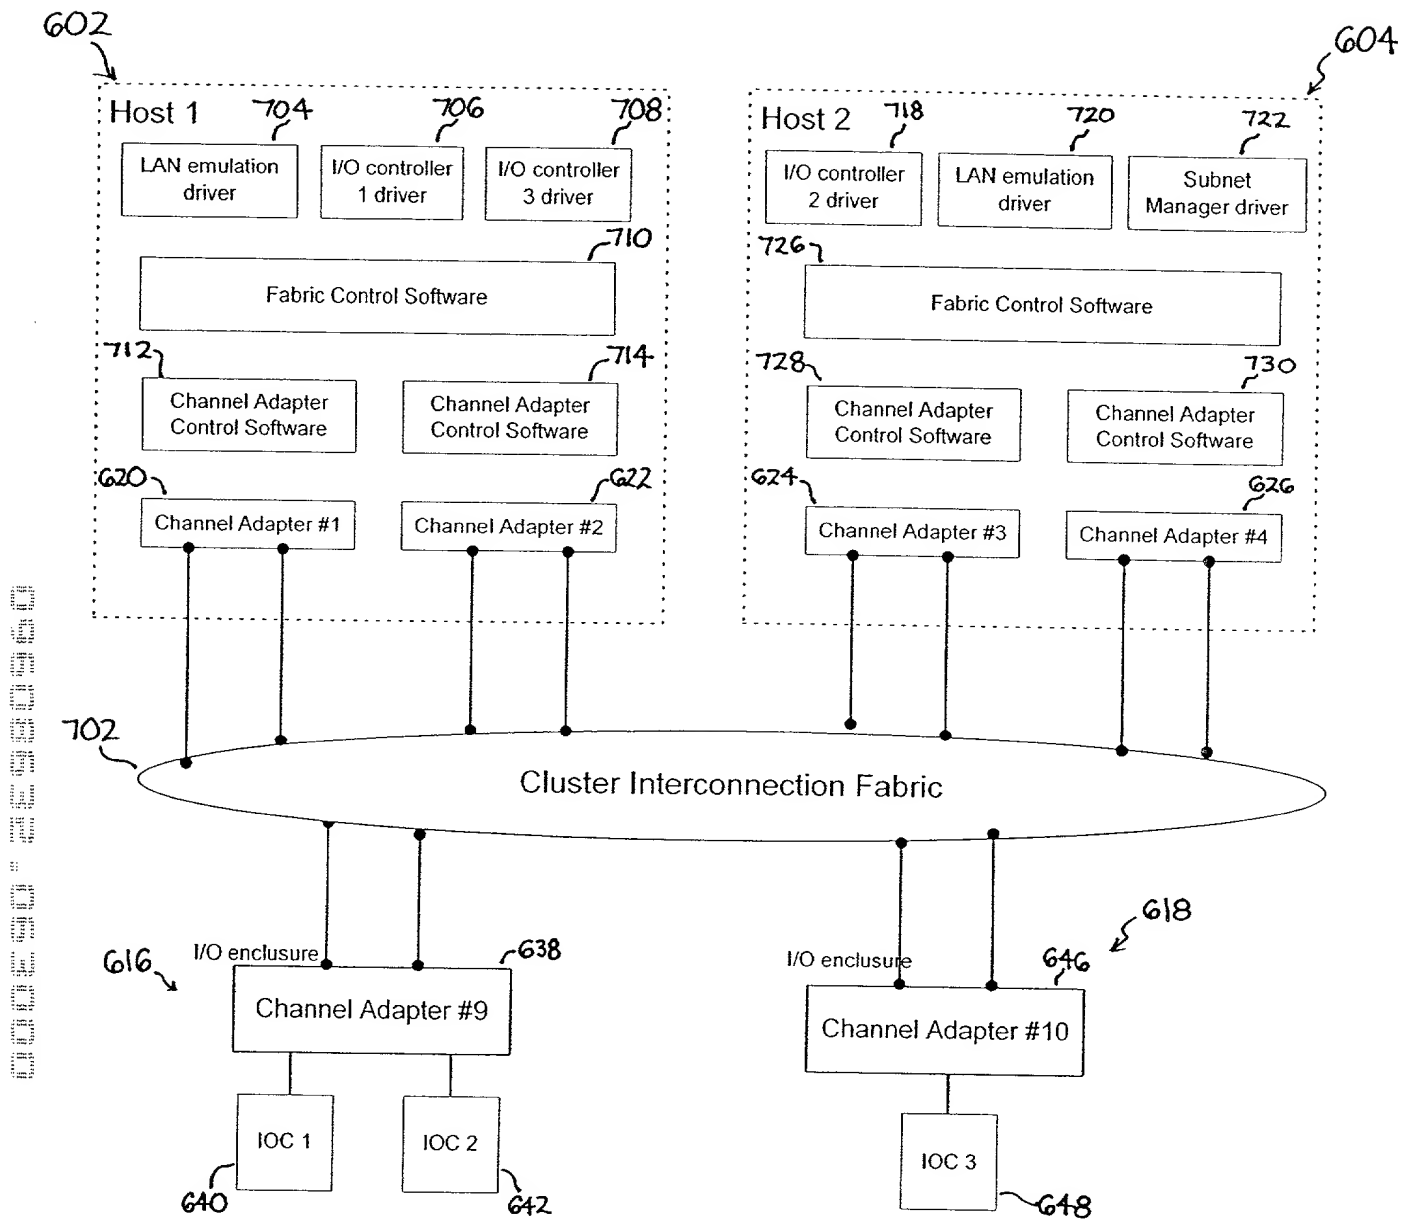 602
604
Host 1
704
706
708
Host 2
718
720
722
LAN emulation
driver
I/O controller
1 driver
I/O controller
3 driver
I/O controller
2 driver
LAN emulation
driver
Subnet
Manager driver
710
726
Fabric Control Software
Fabric Control Software
712
714
728
730
Channel Adapter
Control Software
Channel Adapter
Control Software
Channel Adapter
Control Software
Channel Adapter
Control Software
620
622
624
626
Channel Adapter #1
Channel Adapter #2
Channel Adapter #3
Channel Adapter #4
702
Cluster Interconnection Fabric
616
I/O enclusure
638
618
I/O enclusure
646
Channel Adapter #9
Channel Adapter #10
IOC 1
IOC 2
IOC 3
640
642
648